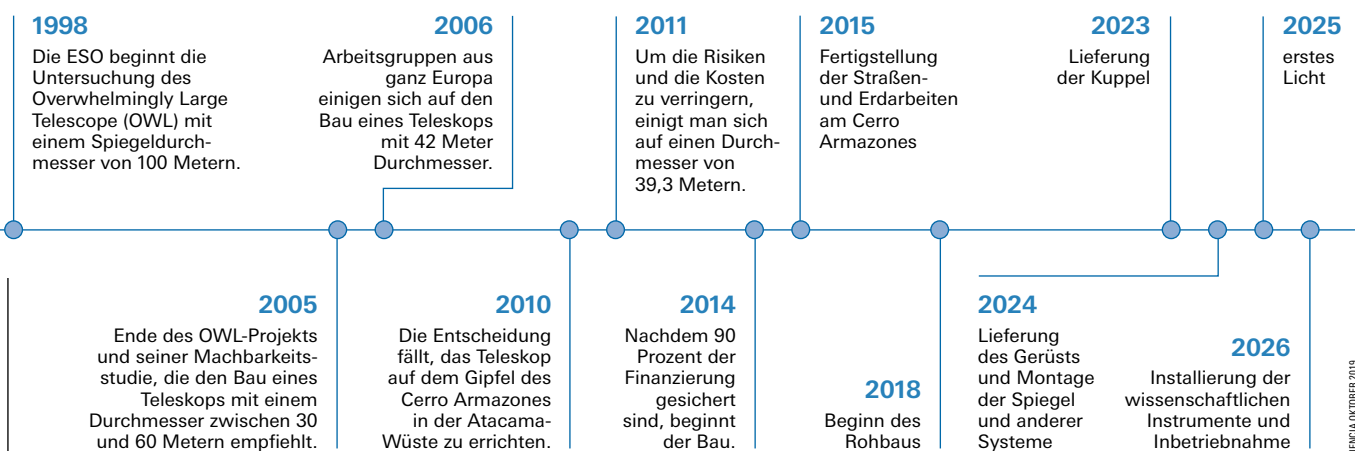 1998
Die ESO beginnt die
Untersuchung des
Overwhelmingly Large
Telescope (OWL) mit
einem Spiegeldurch-
messer von 100 Metern.
2006
Arbeitsgruppen aus
ganz Europa
einigen sich auf den
Bau eines Teleskops
mit 42 Meter
Durchmesser.
2011
Um die Risiken
und die Kosten
zu verringern,
einigt man sich
auf einen Durch-
messer von
39,3 Metern.
2015
Fertigstellung
der Straßen-
und Erdarbeiten
am Cerro
Armazones
2023
Lieferung
der Kuppel
2025
erstes
Licht
2005
Ende des OWL-Projekts
und seiner Machbarkeits-
studie, die den Bau eines
Teleskops mit einem
Durchmesser zwischen 30
und 60 Metern empfiehlt.
2010
Die Entscheidung
fällt, das Teleskop
auf dem Gipfel des
Cerro Armazones
in der Atacama-
Wüste zu errichten.
2014
Nachdem 90
Prozent der
Finanzierung
gesichert
sind, beginnt
der Bau.
2018
Beginn des
Rohbaus
2024
Lieferung
des Gerüsts
und Montage
der Spiegel
und anderer
Systeme
2026
Installierung der
wissenschaftlichen
Instrumente und
Inbetriebnahme
OKTOBER 2019